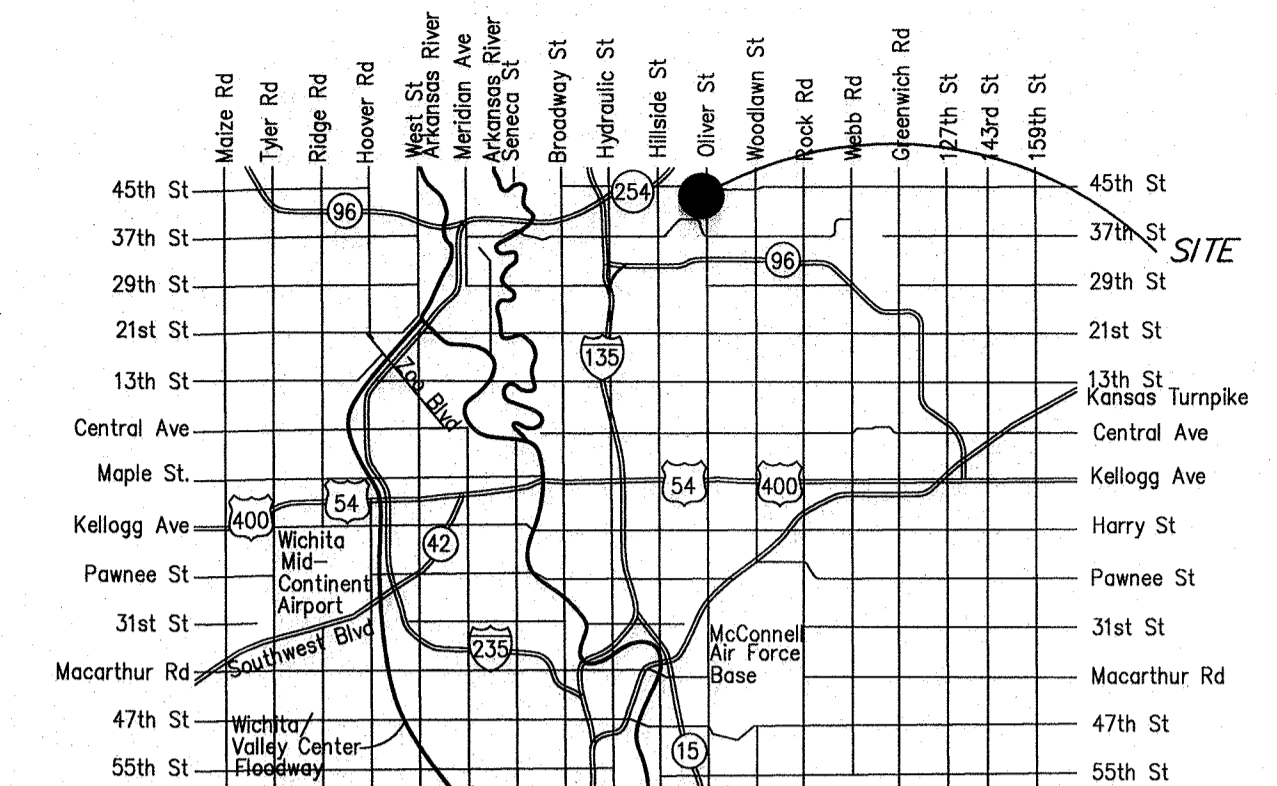 Maize Rd
Tyler Rd
Ridge Rd
Hoover Rd
West St
Arkansas River
Meridian Ave
Arkansas River
Seneca St
Broadway St
Hydraulic St
Hillside St
Oliver St
Woodlawn St
Rock Rd
Webb Rd
Greenwich Rd
127th St
143rd St
159th St
45th St
254
45th St
96
37th St
37th St
SITE
96
29th St
29th St
21st St
21st St
135
13th St
13th St
Zoo Blvd
Kansas Turnpike
Central Ave
Central Ave
Maple St.
54
400
Kellogg Ave
400
54
Kellogg Ave
Harry St
Wichita
Mid-
Continent
Airport
42
Pawnee St
Pawnee St
31st St
Southwest Blvd
235
McConnell
Air Force
Base
31st St
Macarthur Rd
Macarthur Rd
47th St
47th St
Wichita/
Valley Center
Floodway
15
55th St
55th St